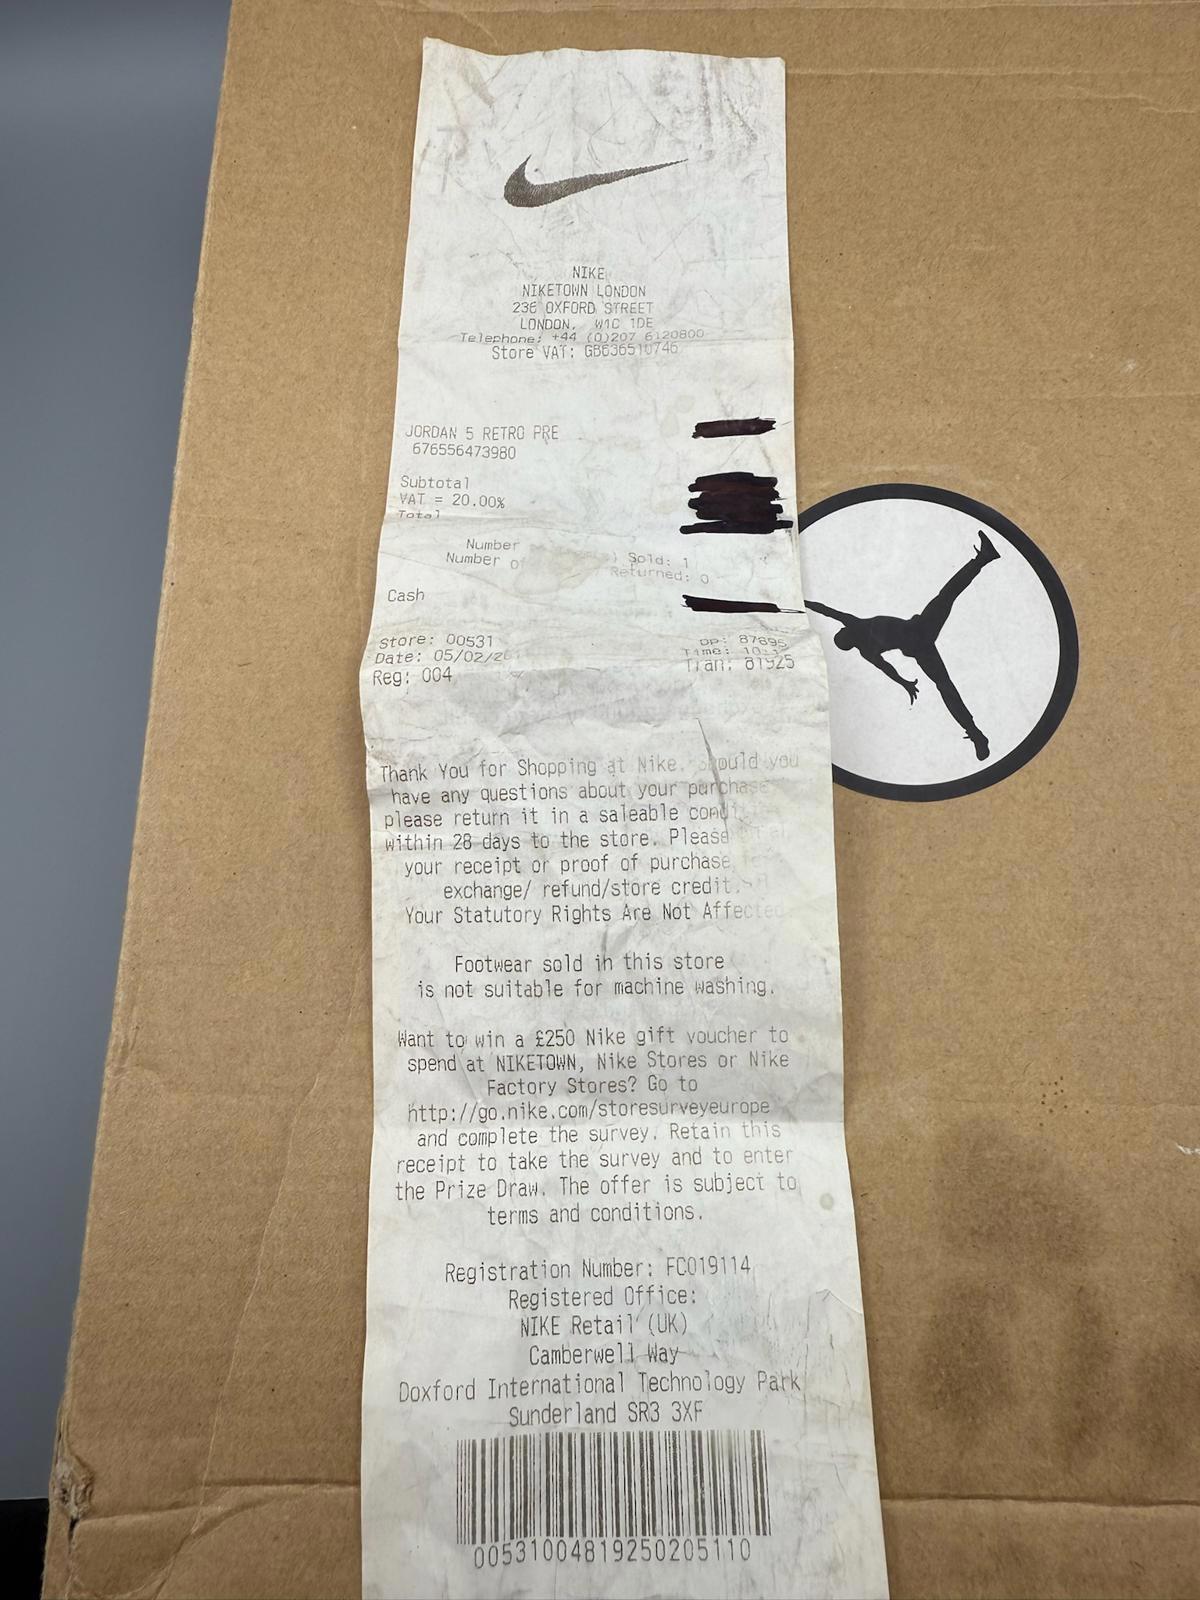 NIKE
NIKETOWN LONDON
236 OXFORD STREET
LONDON, W1C 1DE
Telephone: +44 (0)207 6120800
Store VAT: GB636510746
JORDAN 5 RETRO PRE
676556473980
Subtotal
VAT = 20.00%
Total
Number Sold: 1
Number of Returned: 0
Cash
Store: 00531 Op: 87895
Date: 05/02/20 Time:
Reg: 004 Tran: 81925
Thank You for Shopping at Nike. Should you
have any questions about your purchase
please return it in a saleable
within 28 days to the store. Please
your receipt or proof of purchase
exchange/ refund/store credit.
Your Statutory Rights Are Not Affected
Footwear sold in this store
is not suitable for machine washing.
Want to win a £250 Nike gift voucher to
spend at NIKETOWN, Nike Stores or Nike
Factory Stores? Go to
http://go.nike.com/storesurveyeurope
and complete the survey. Retain this
receipt to take the survey and to enter
the Prize Draw. The offer is subject to
terms and conditions.
Registration Number: FC019114
Registered Office:
NIKE Retail (UK)
Camberwell Way
Doxford International Technology Park
Sunderland SR3 3XF
00531004819250205110